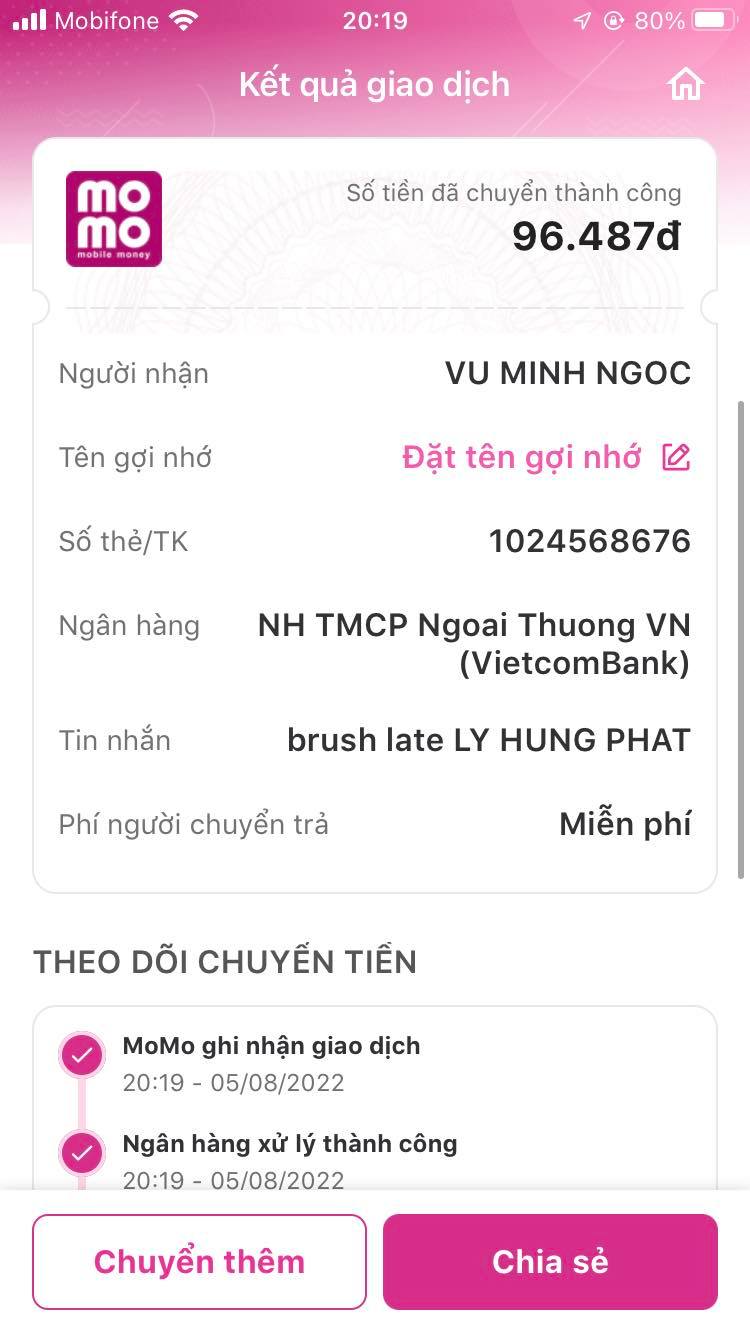 Mobifone 20:19 80%
Kết quả giao dịch
mo
mo
mobile money
Số tiền đã chuyển thành công
96.487đ
Người nhận VU MINH NGOC
Tên gợi nhớ Đặt tên gợi nhớ
Số thẻ/TK 1024568676
Ngân hàng NH TMCP Ngoai Thuong VN
(VietcomBank)
Tin nhắn brush late LY HUNG PHAT
Phí người chuyển trả Miễn phí
THEO DÕI CHUYỂN TIỀN
MoMo ghi nhận giao dịch
20:19 - 05/08/2022
Ngân hàng xử lý thành công
20:19 - 05/08/2022
Chuyển thêm Chia sẻ